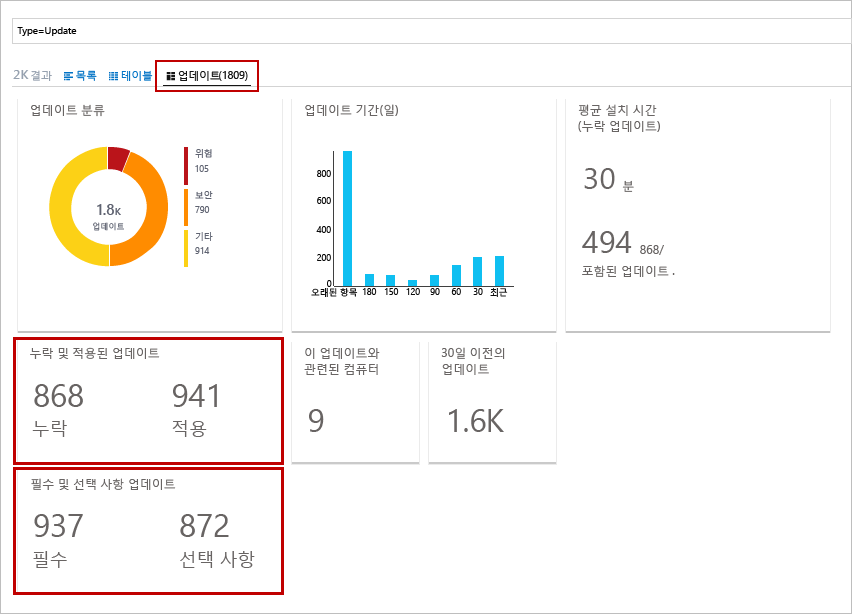 Type=Update
2K 결과 목록 테이블 업데이트(1809)
업데이트 분류
1.8K
업데이트
위협
105
보안
790
기타
914
업데이트 기간(일)
800
600
400
200
0
오래된 항목 180 150 120 90 60 30 최근
평균 설치 시간
(누락 업데이트)
30 분
494 868/
포함된 업데이트 .
누락 및 적용된 업데이트
868 941
누락 적용
이 업데이트와
관련된 컴퓨터
9
30일 이전의
업데이트
1.6K
필수 및 선택 사항 업데이트
937 872
필수 선택 사항